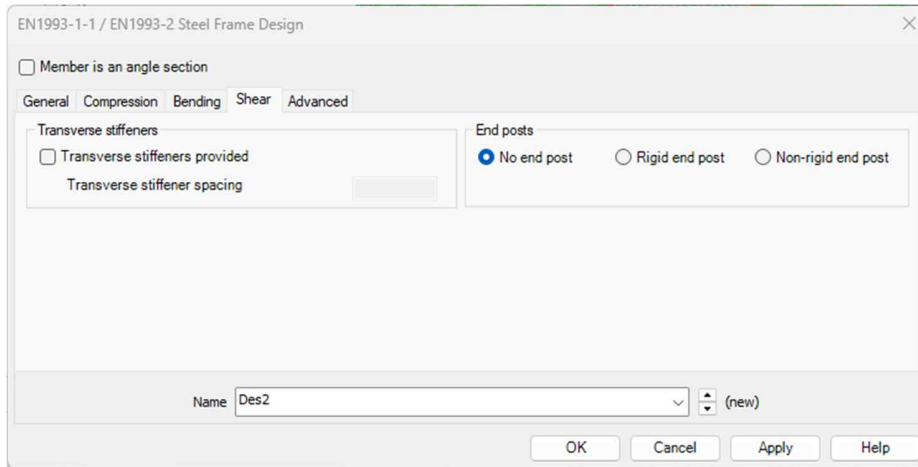 EN1993-1-1 / EN1993-2 Steel Frame Design
Member is an angle section
General Compression Bending Shear Advanced
Transverse stiffeners
Transverse stiffeners provided
Transverse stiffener spacing
End posts
No end post Rigid end post Non-rigid end post
Name Des2 (new)
OK Cancel Apply Help